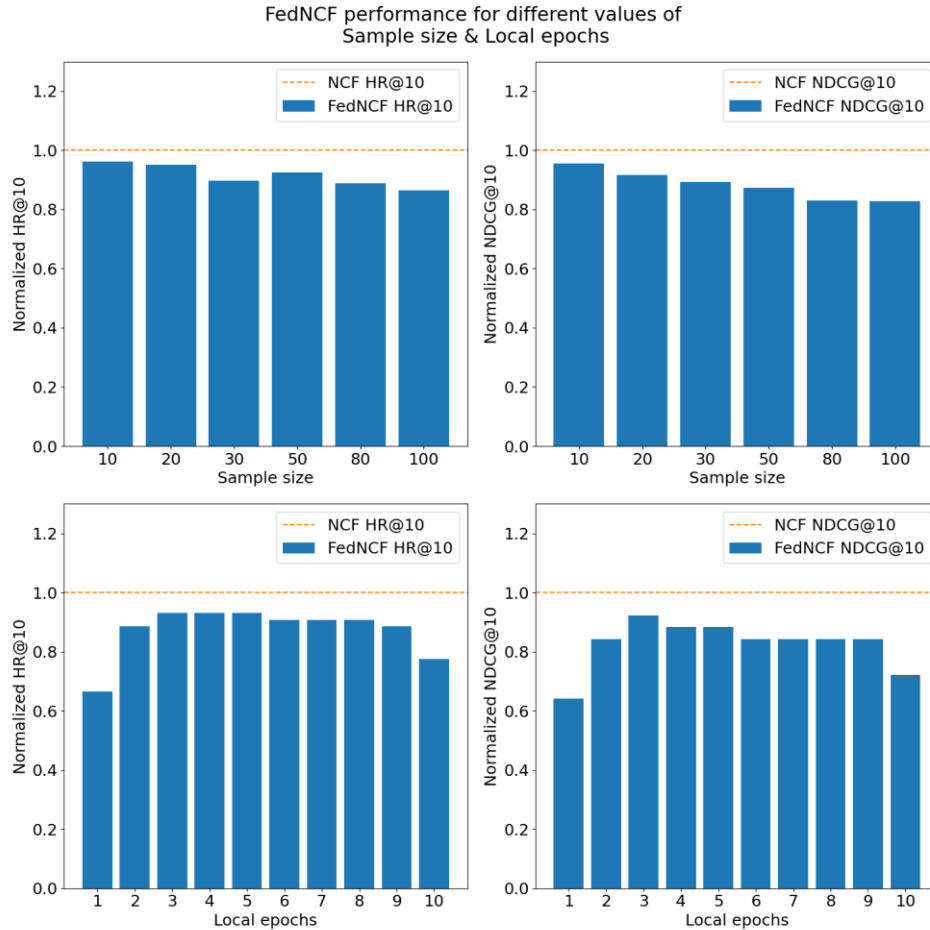 FedNCF performance for different values of
Sample size & Local epochs
NCF HR@10
FedNCF HR@10
Normalized HR@10
1.2
1.0
0.8
0.6
0.4
0.2
0.0
10 20 30 50 80 100
Sample size
NCF NDCG@10
FedNCF NDCG@10
Normalized NDCG@10
1.2
1.0
0.8
0.6
0.4
0.2
0.0
10 20 30 50 80 100
Sample size
NCF HR@10
FedNCF HR@10
Normalized HR@10
1.2
1.0
0.8
0.6
0.4
0.2
0.0
1 2 3 4 5 6 7 8 9 10
Local epochs
NCF NDCG@10
FedNCF NDCG@10
Normalized NDCG@10
1.2
1.0
0.8
0.6
0.4
0.2
0.0
1 2 3 4 5 6 7 8 9 10
Local epochs